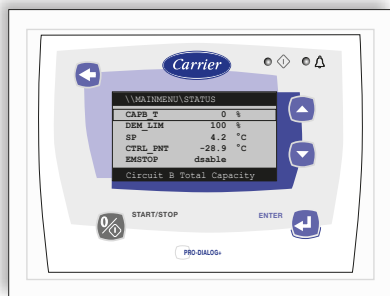 Carrier
\\MAINMENU\STATUS
CAPB_T 0 %
DEM_LIM 100 %
SP 4.2 °C
CTRL_PNT -28.9 °C
EMSTOP dsable
Circuit B Total Capacity
START/STOP
ENTER
PRO-DIALOG+